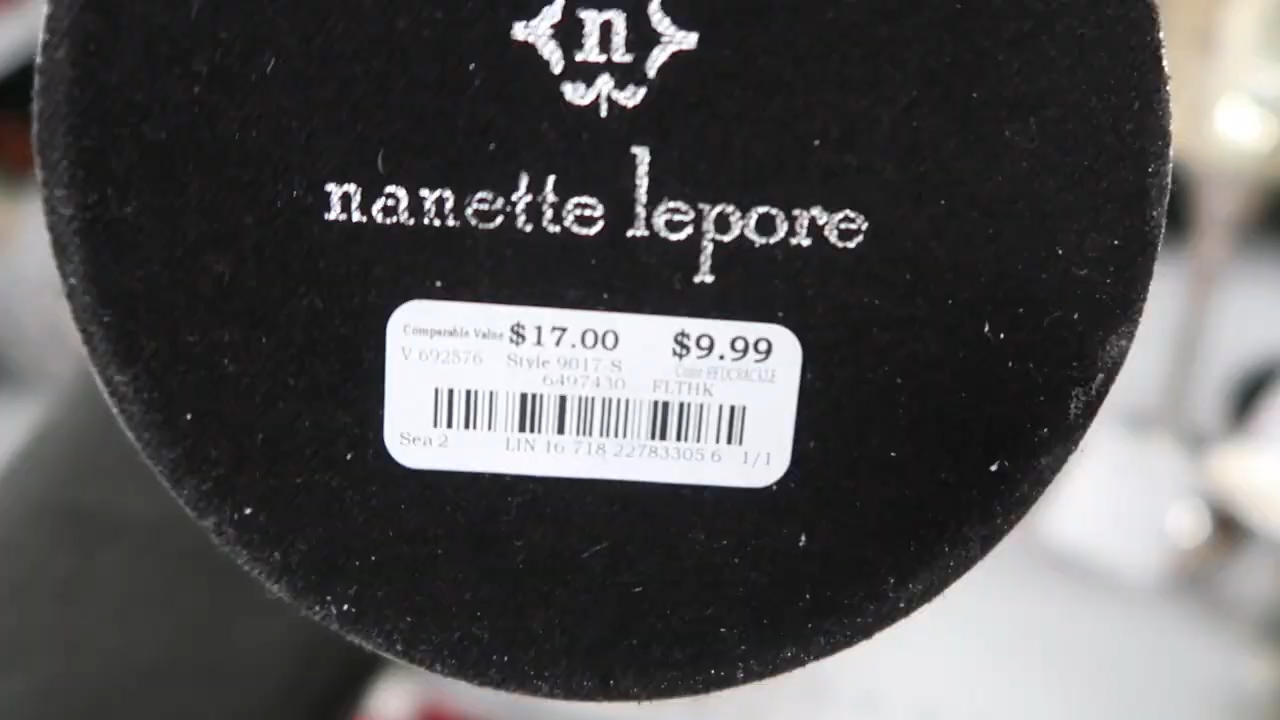 n
nanette lepore
Comparable Value $17.00 $9.99
V 692576 Style 9017-S
6497430 FLTHK
Sea 2 LIN 16 718 22783305 6 1/1